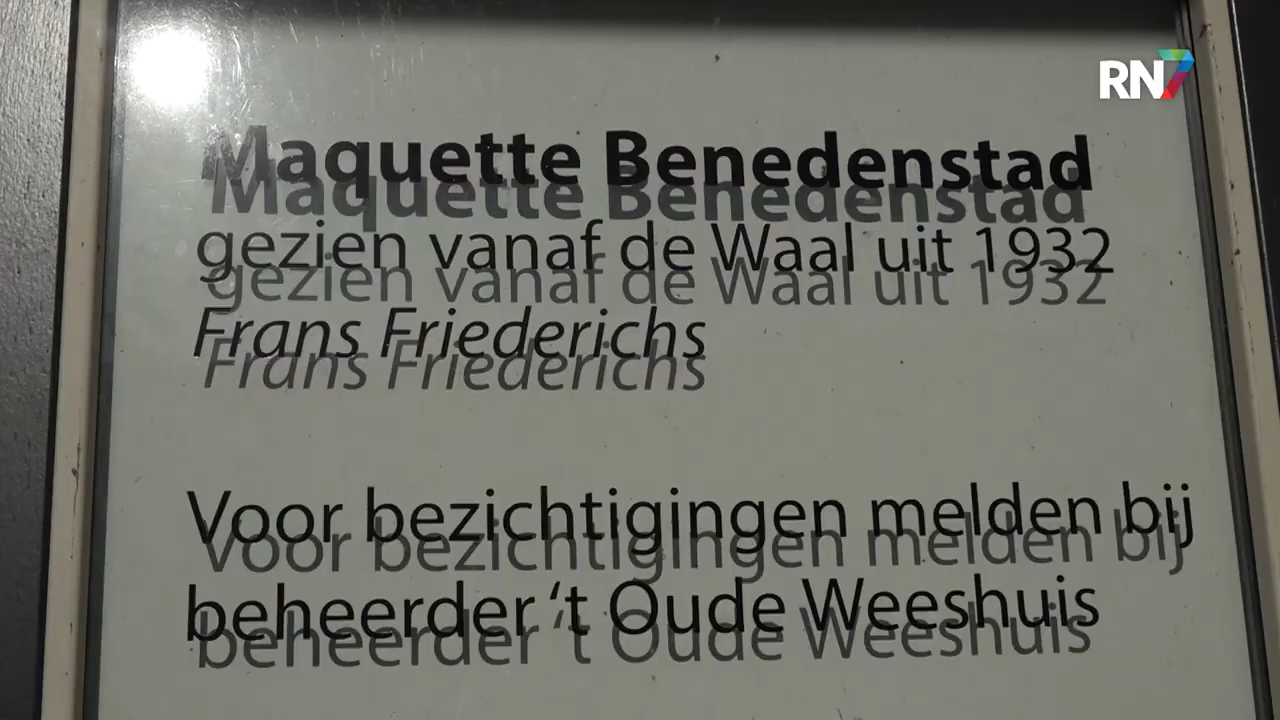 RN7
Maquette Benedenstad
gezien vanaf de Waal uit 1932
Frans Friederichs
Voor bezichtigingen melden bij
beheerder ‘t Oude Weeshuis